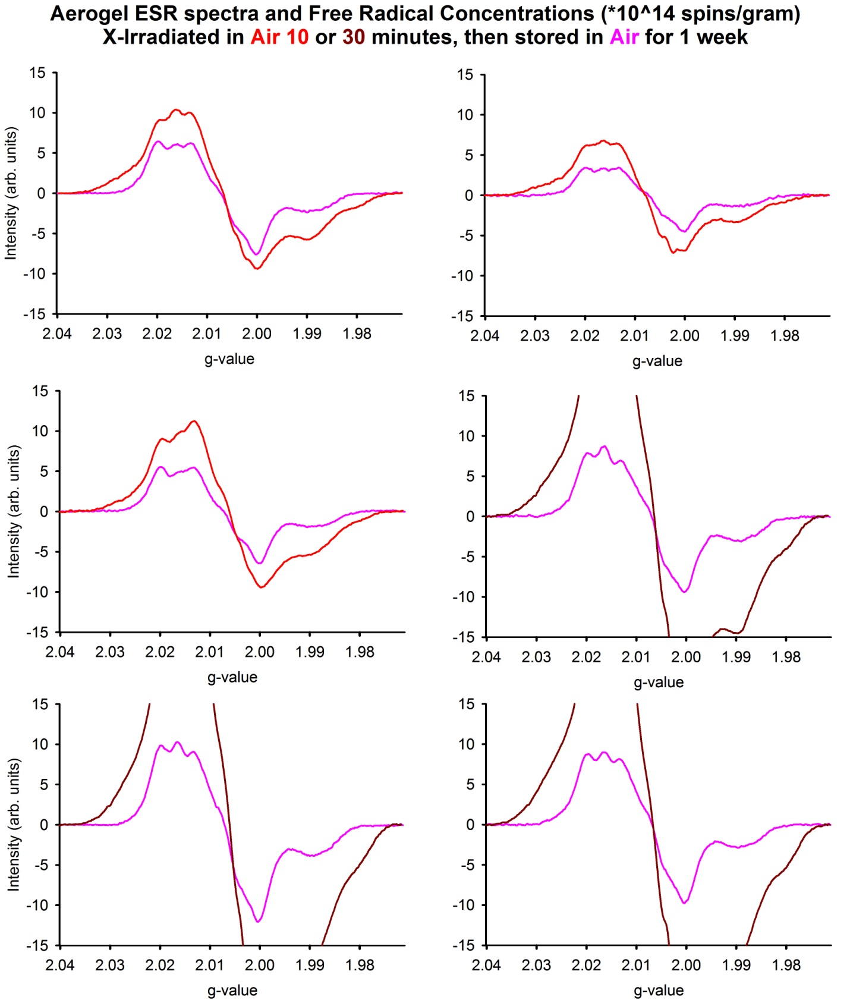 Aerogel ESR spectra and Free Radical Concentrations (*10^14 spins/gram)
X-Irradiated in Air 10 or 30 minutes, then stored in Air for 1 week
15
10
5
0
-5
-10
-15
Intensity (arb. units)
2.04 2.03 2.02 2.01 2.00 1.99 1.98
g-value
15
10
5
0
-5
-10
-15
2.04 2.03 2.02 2.01 2.00 1.99 1.98
g-value
15
10
5
0
-5
-10
-15
Intensity (arb. units)
2.04 2.03 2.02 2.01 2.00 1.99 1.98
g-value
15
10
5
0
-5
-10
-15
2.04 2.03 2.02 2.01 2.00 1.99 1.98
g-value
15
10
5
0
-5
-10
-15
Intensity (arb. units)
2.04 2.03 2.02 2.01 2.00 1.99 1.98
g-value
15
10
5
0
-5
-10
-15
2.04 2.03 2.02 2.01 2.00 1.99 1.98
g-value